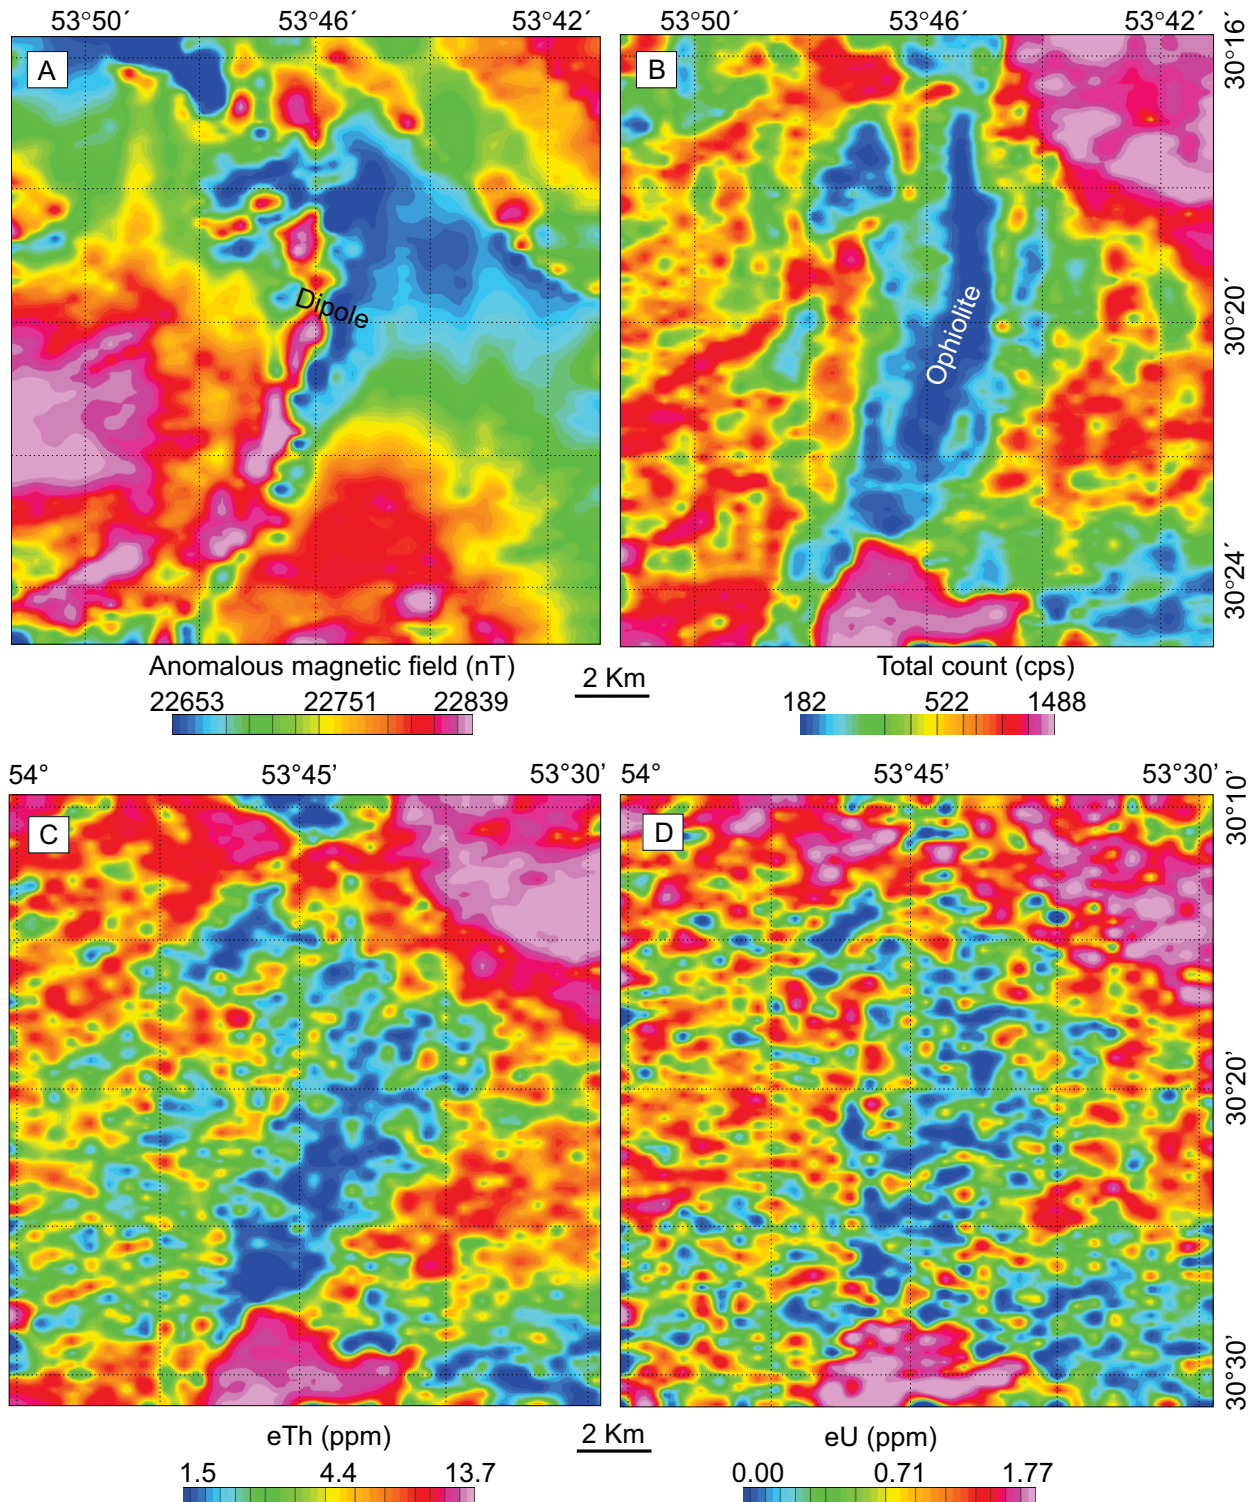 53°50´ 53°46´ 53°42´ 53°50´ 53°46´ 53°42´
A
B
30°16´
Dipole
Ophiolite
30°20´
30°24´
Anomalous magnetic field (nT)
22653 22751 22839
2 Km
Total count (cps)
182 522 1488
54° 53°45' 53°30' 54° 53°45' 53°30'
C
D
30°10'
30°20'
30°30'
eTh (ppm)
1.5 4.4 13.7
2 Km
eU (ppm)
0.00 0.71 1.77